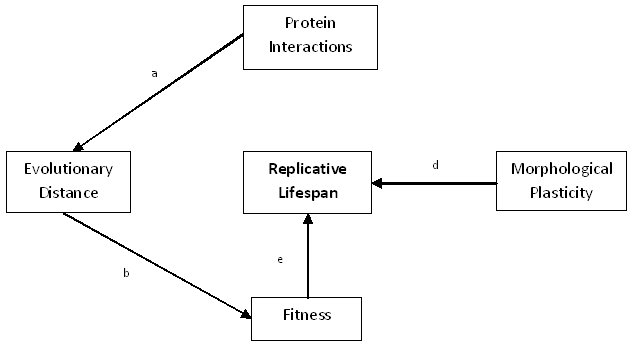 Protein
Interactions
a
Evolutionary
Distance
Replicative
Lifespan
d
Morphological
Plasticity
b
e
Fitness